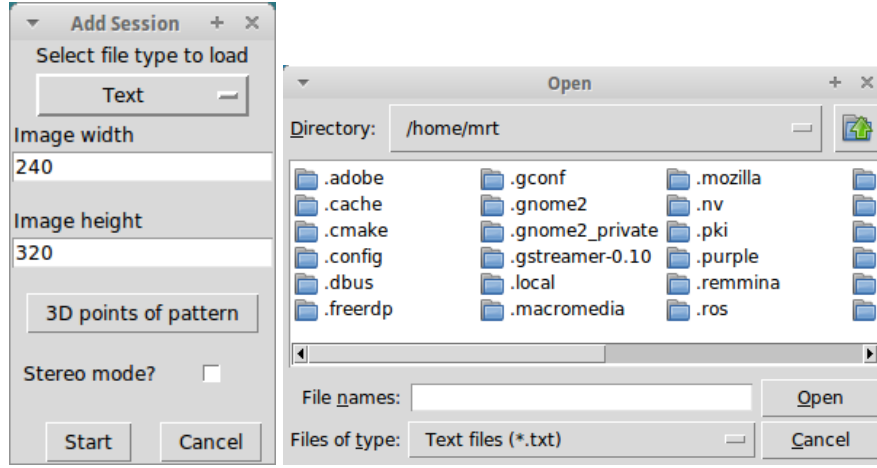 Add Session
Select file type to load
Text
Image width
240
Image height
320
3D points of pattern
Stereo mode?
Start Cancel
Open
Directory: /home/mrt
.adobe .gconf .mozilla
.cache .gnome2 .nv
.cmake .gnome2_private .pki
.config .gstreamer-0.10 .purple
.dbus .local .remmina
.freerdp .macromedia .ros
File names: Open
Files of type: Text files (*.txt) Cancel